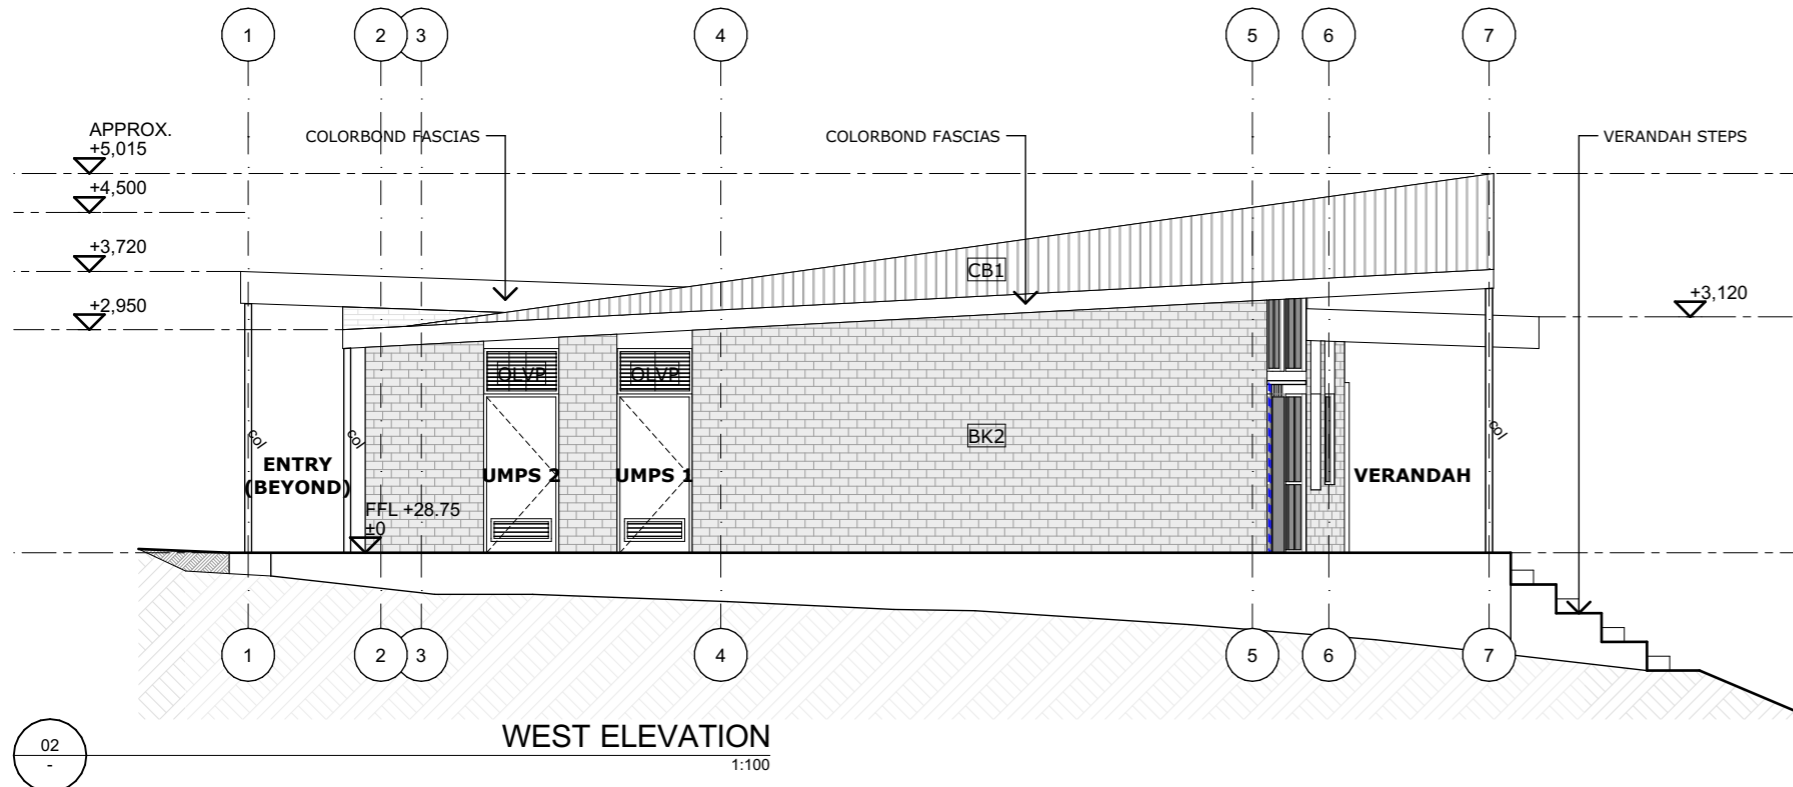 1 2 3 4 5 6 7
APPROX.
+5,015
COLORBOND FASCIAS
COLORBOND FASCIAS
VERANDAH STEPS
+4,500
+3,720
CB1
+2,950
+3,120
OLVP
OLVP
col
col
col
BK2
ENTRY
(BEYOND)
UMPS 2
UMPS 1
VERANDAH
FFL +28.75
±0
1 2 3 4 5 6 7
WEST ELEVATION
02
-
1:100